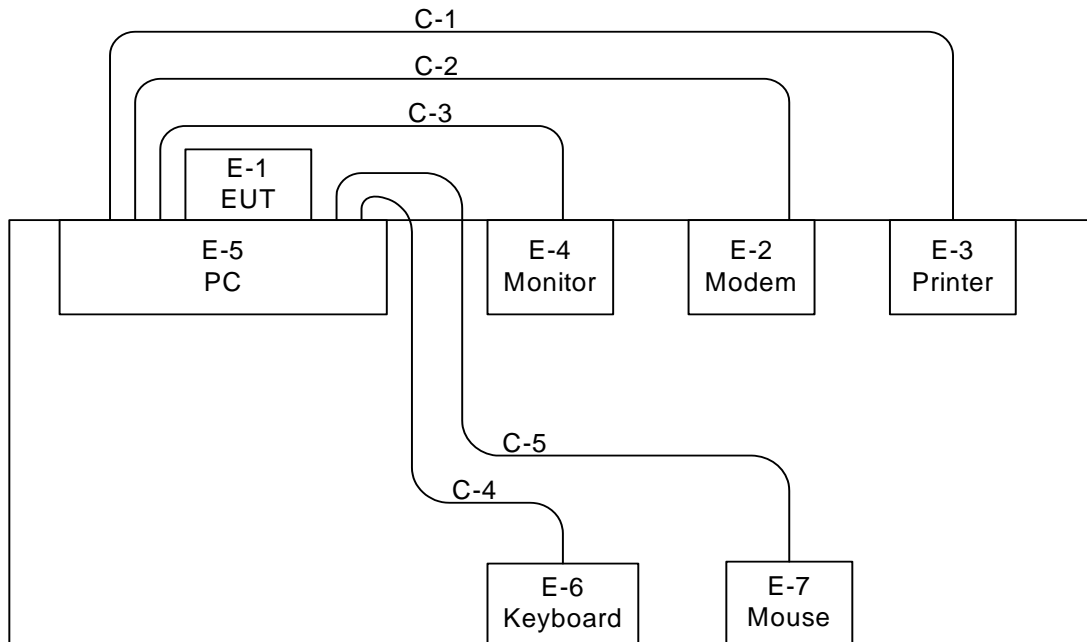 C-1
C-2
C-3
E-1
EUT
E-5
PC
E-4
Monitor
E-2
Modem
E-3
Printer
C-5
C-4
E-6
Keyboard
E-7
Mouse